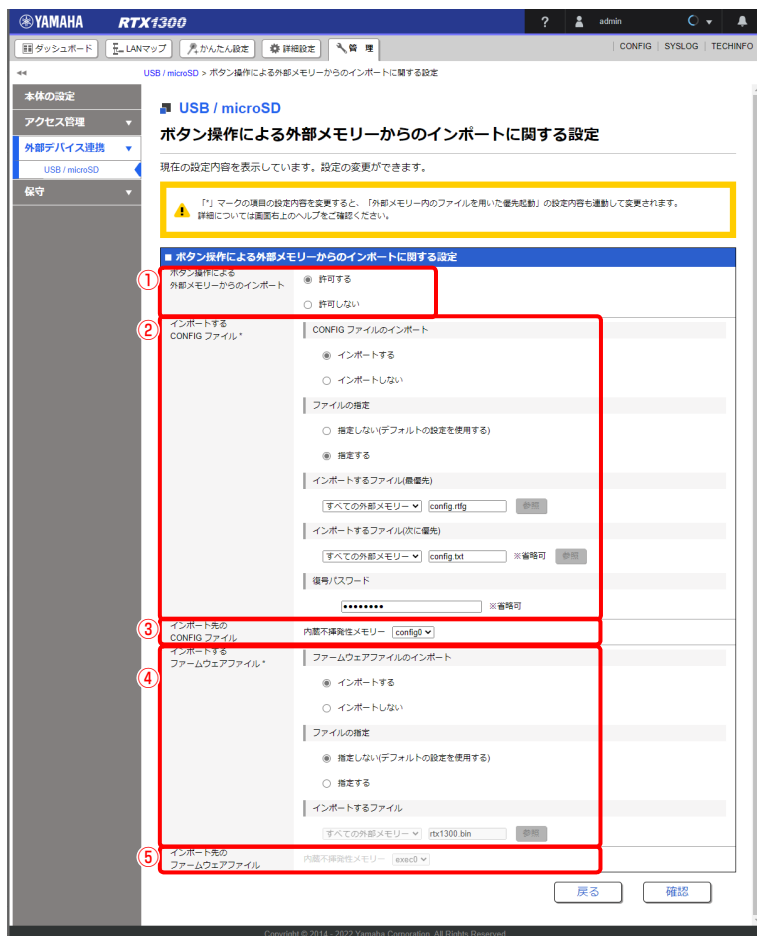 YAMAHA RTX1300 ? admin
ダッシュボード LANマップ かんたん設定 詳細設定 管 理 CONFIG | SYSLOG | TECHINFO
◀◀ USB / microSD > ボタン操作による外部メモリーからのインポートに関する設定
本体の設定
アクセス管理 ▼
外部デバイス連携 ▼
USB / microSD
保守 ▼
USB / microSD
ボタン操作による外部メモリーからのインポートに関する設定
現在の設定内容を表示しています。設定の変更ができます。
「*」マークの項目の設定内容を変更すると、「外部メモリー内のファイルを用いた優先起動」の設定内容も連動して変更されます。
詳細については画面右上のヘルプをご確認ください。
■ ボタン操作による外部メモリーからのインポートに関する設定
①
ボタン操作による
外部メモリーからのインポート
許可する
許可しない
②
インポートする
CONFIG ファイル *
CONFIG ファイルのインポート
インポートする
インポートしない
ファイルの指定
指定しない(デフォルトの設定を使用する)
指定する
インポートするファイル(最優先)
すべての外部メモリー config.rtfg 参照
インポートするファイル(次に優先)
すべての外部メモリー config.txt ※省略可 参照
復号パスワード
•••••••• ※省略可
③
インポート先の
CONFIG ファイル
内蔵不揮発性メモリー config0
④
インポートする
ファームウェアファイル *
ファームウェアファイルのインポート
インポートする
インポートしない
ファイルの指定
指定しない(デフォルトの設定を使用する)
指定する
インポートするファイル
すべての外部メモリー rtx1300.bin 参照
⑤
インポート先の
ファームウェアファイル
内蔵不揮発性メモリー exec0
戻る 確認
Copyright © 2014 - 2022 Yamaha Corporation. All Rights Reserved.